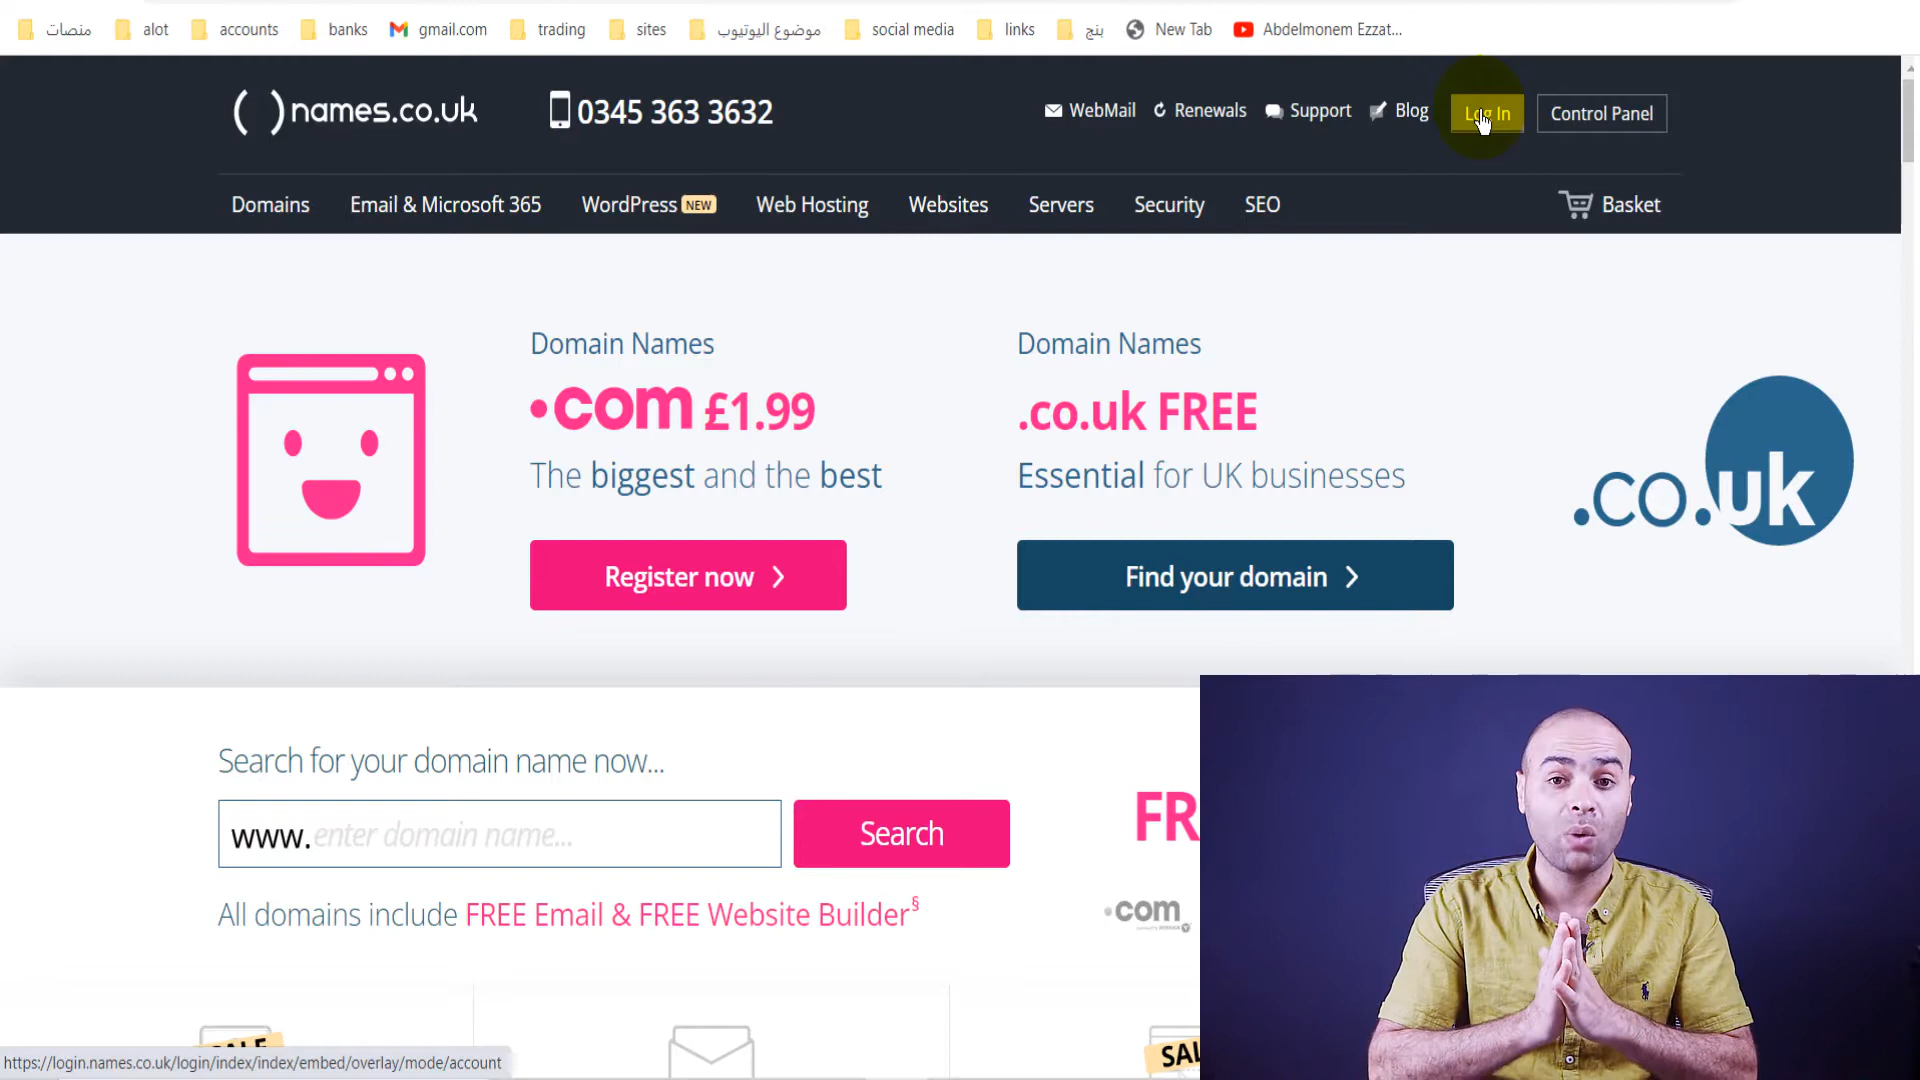 منصات alot accounts banks gmail.com trading sites موضوع اليوتيوب social media links بنج New Tab Abdelmonem Ezzat...
names.co.uk 0345 363 3632 WebMail Renewals Support Blog Log In Control Panel
Domains Email & Microsoft 365 WordPress NEW Web Hosting Websites Servers Security SEO Basket
Domain Names
.com £1.99
The biggest and the best
Register now
Domain Names
.co.uk FREE
Essential for UK businesses
Find your domain
.co.uk
Search for your domain name now...
www. enter domain name...
Search
All domains include FREE Email & FREE Website Builder§
FR
.com
SALE
SAL
https://login.names.co.uk/login/index/index/embed/overlay/mode/account